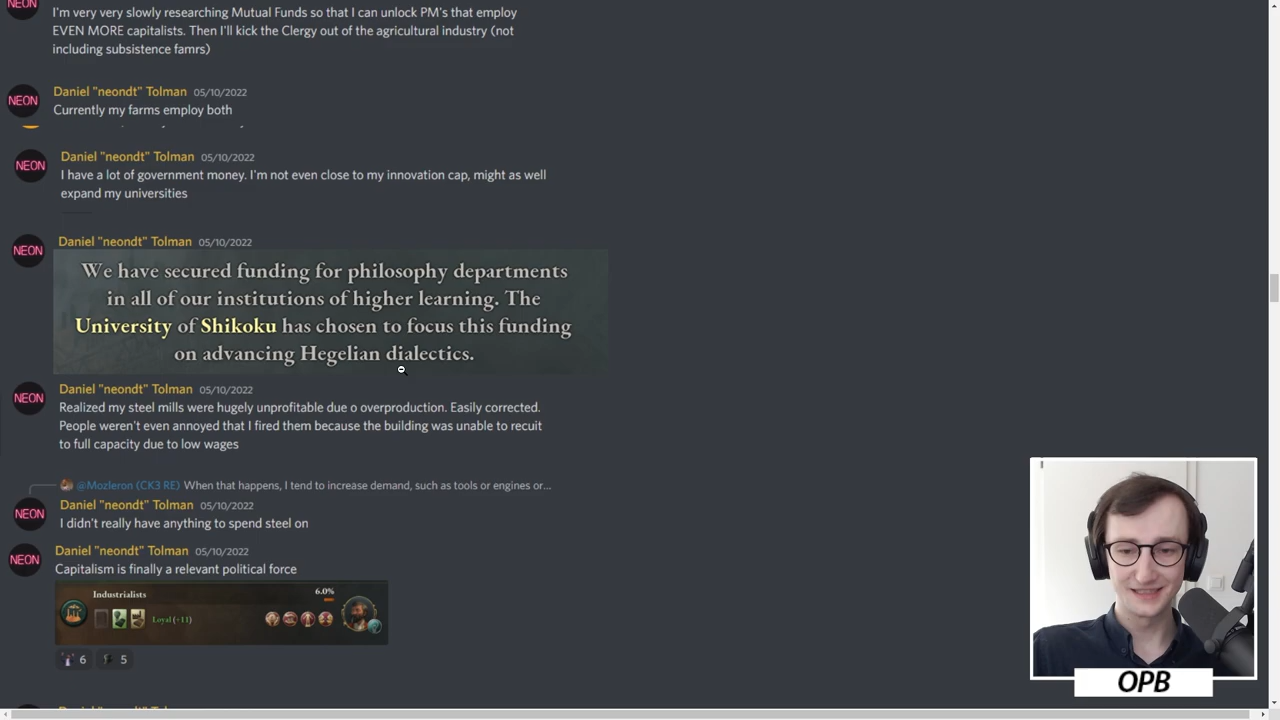 NEON
I'm very very slowly researching Mutual Funds so that I can unlock PM's that employ
EVEN MORE capitalists. Then I'll kick the Clergy out of the agricultural industry (not
including subsistence famrs)
NEON
Daniel "neondt" Tolman 05/10/2022
Currently my farms employ both
NEON
Daniel "neondt" Tolman 05/10/2022
I have a lot of government money. I'm not even close to my innovation cap, might as well
expand my universities
NEON
Daniel "neondt" Tolman 05/10/2022
We have secured funding for philosophy departments
in all of our institutions of higher learning. The
University of Shikoku has chosen to focus this funding
on advancing Hegelian dialectics.
NEON
Daniel "neondt" Tolman 05/10/2022
Realized my steel mills were hugely unprofitable due o overproduction. Easily corrected.
People weren't even annoyed that I fired them because the building was unable to recuit
to full capacity due to low wages
@Mozleron (CK3 RE) When that happens, I tend to increase demand, such as tools or engines or...
NEON
Daniel "neondt" Tolman 05/10/2022
I didn't really have anything to spend steel on
NEON
Daniel "neondt" Tolman 05/10/2022
Capitalism is finally a relevant political force
Industrialists 6.0%
Loyal (+11)
6 5
OPB